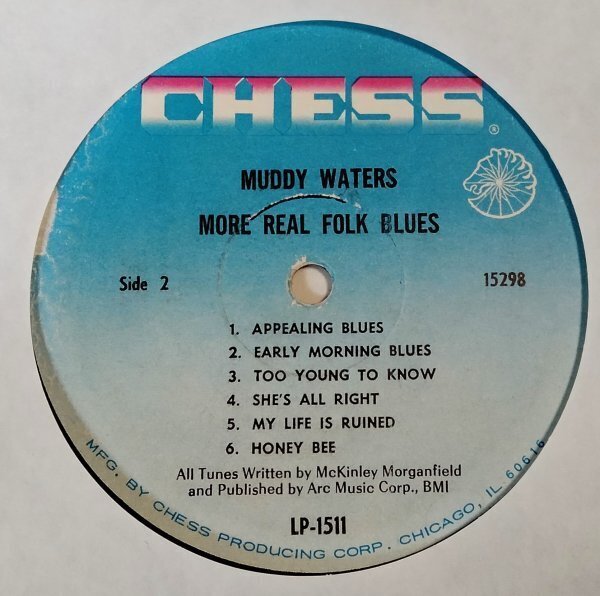 CHESS®
MUDDY WATERS
MORE REAL FOLK BLUES
Side 2
15298
1. APPEALING BLUES
2. EARLY MORNING BLUES
3. TOO YOUNG TO KNOW
4. SHE'S ALL RIGHT
5. MY LIFE IS RUINED
6. HONEY BEE
All Tunes Written by McKinley Morganfield
and Published by Arc Music Corp., BMI
LP-1511
MFG. BY CHESS PRODUCING CORP. CHICAGO, IL 60616